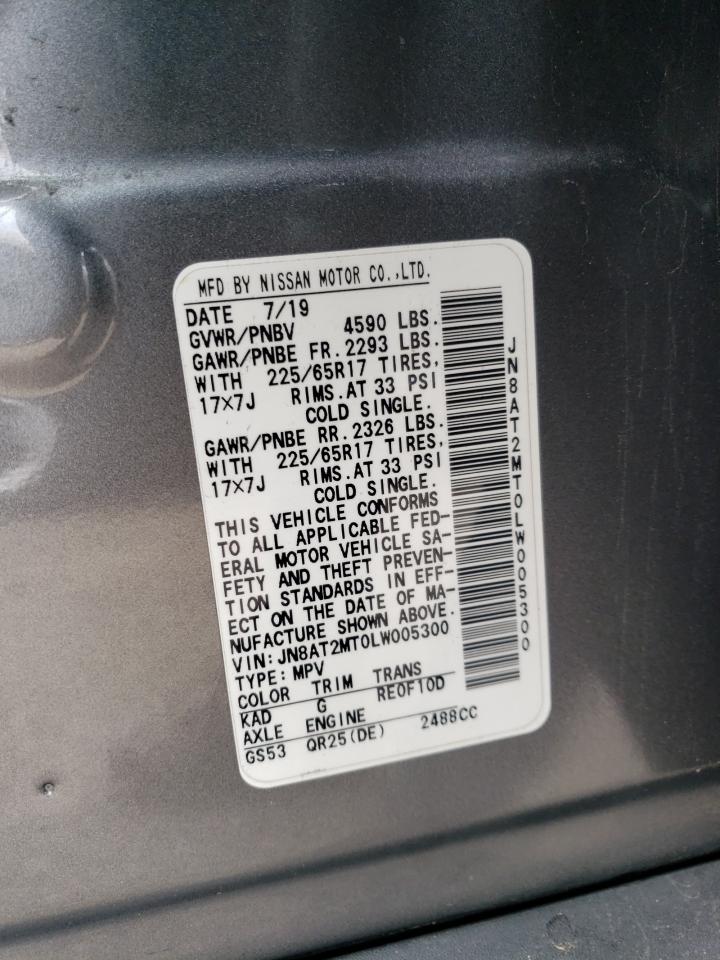 MFD BY NISSAN MOTOR CO.,LTD.
DATE 7/19
GVWR/PNBV 4590 LBS.
GAWR/PNBE FR. 2293 LBS.
WITH 225/65R17 TIRES,
17×7J RIMS.AT 33 PSI
COLD SINGLE.
GAWR/PNBE RR. 2326 LBS.
WITH 225/65R17 TIRES,
17×7J RIMS.AT 33 PSI
COLD SINGLE.
THIS VEHICLE CONFORMS
TO ALL APPLICABLE FED-
ERAL MOTOR VEHICLE SA-
FETY AND THEFT PREVEN-
TION STANDARDS IN EFF-
ECT ON THE DATE OF MA-
NUFACTURE SHOWN ABOVE.
VIN:JN8AT2MT0LW005300
TYPE:MPV
COLOR TRIM TRANS
KAD G RE0F10D
AXLE ENGINE
GS53 QR25(DE) 2488CC
JN8AT2MT0LW005300